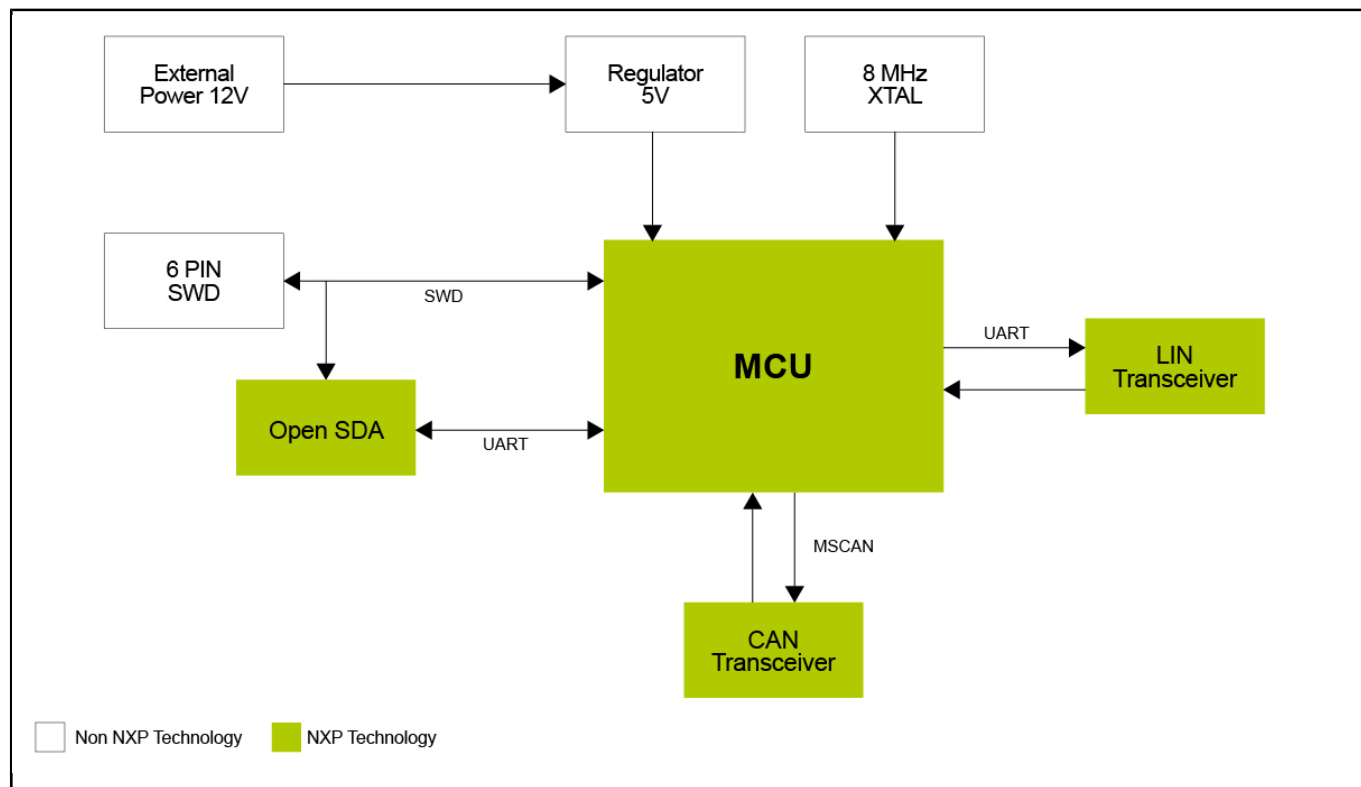 External
Power 12V
Regulator
5V
8 MHz
XTAL
6 PIN
SWD
SWD
MCU
UART
LIN
Transceiver
Open SDA
UART
MSCAN
CAN
Transceiver
Non NXP Technology
NXP Technology